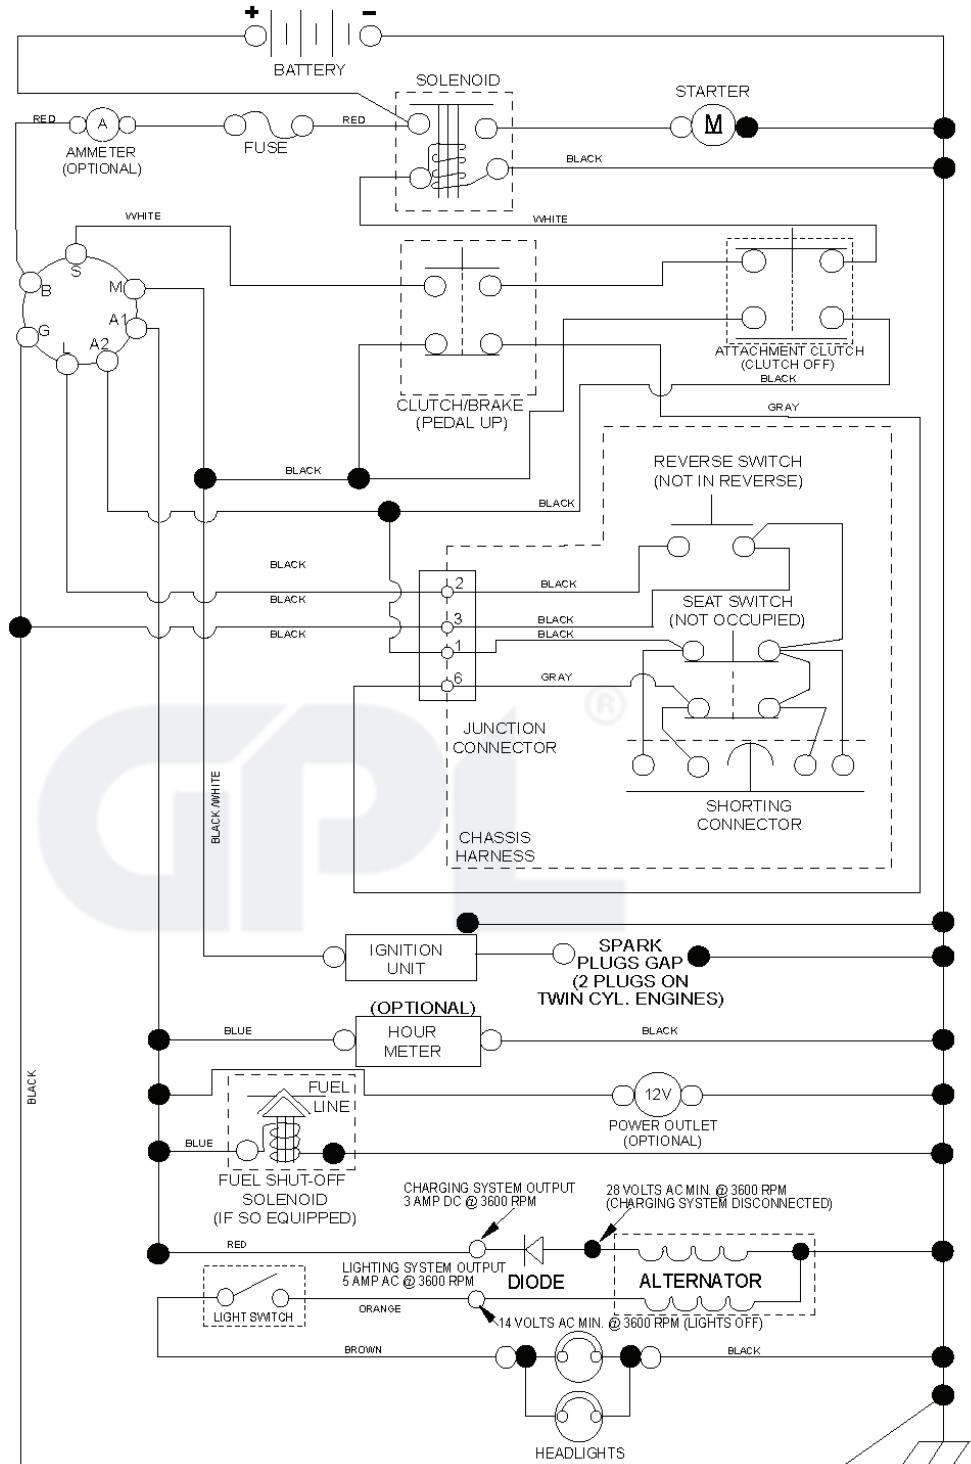 + -
BATTERY
SOLENOID
STARTER
RED
A
RED
M
AMMETER
(OPTIONAL)
FUSE
BLACK
WHITE
WHITE
S
B
M
G
A1
L
A2
ATTACHMENT CLUTCH
(CLUTCH OFF)
BLACK
CLUTCH/BRAKE
(PEDAL UP)
GRAY
REVERSE SWITCH
(NOT IN REVERSE)
BLACK
BLACK
BLACK
2
BLACK
BLACK
SEAT SWITCH
(NOT OCCUPIED)
3
BLACK
BLACK
BLACK
1
6
GRAY
®
JUNCTION
CONNECTOR
GPL
BLACK/WHITE
SHORTING
CONNECTOR
CHASSIS
HARNESS
IGNITION
UNIT
SPARK
PLUGS GAP
(2 PLUGS ON
TWIN CYL. ENGINES)
(OPTIONAL)
HOUR
METER
BLUE
BLACK
BLACK
FUEL
LINE
12V
POWER OUTLET
(OPTIONAL)
BLUE
FUEL SHUT-OFF
SOLENOID
(IF SO EQUIPPED)
CHARGING SYSTEM OUTPUT
3 AMP DC @ 3600 RPM
28 VOLTS AC MIN. @ 3600 RPM
(CHARGING SYSTEM DISCONNECTED)
RED
LIGHTING SYSTEM OUTPUT
5 AMP AC @ 3600 RPM
DIODE
ALTERNATOR
LIGHT SWITCH
ORANGE
14 VOLTS AC MIN. @ 3600 RPM (LIGHTS OFF)
BROWN
BLACK
HEADLIGHTS